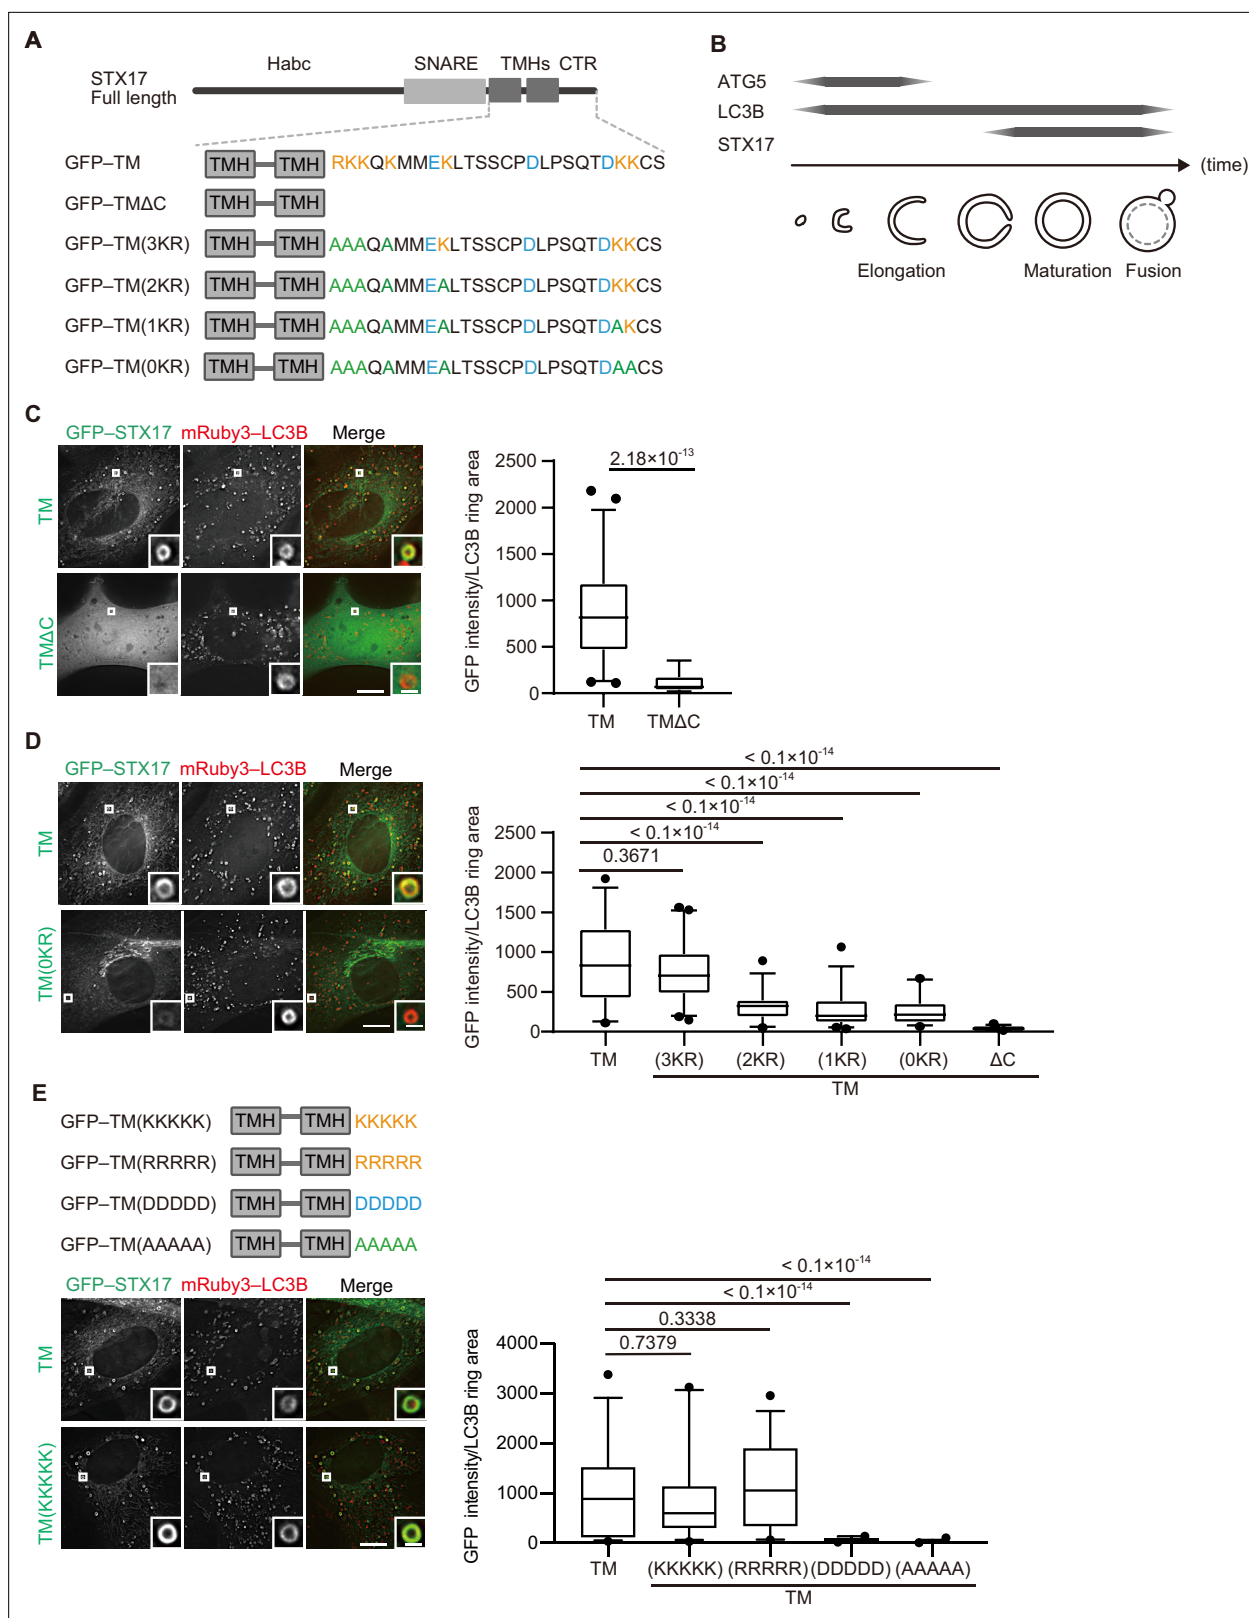 A
Habc SNARE TMHs CTR
STX17
Full length
GFP–TM TMH TMH RKKQKMMEKLTSSCPDLPSQTDKKCS
GFP–TMΔC TMH TMH
GFP–TM(3KR) TMH TMH AAAQAMMEKLTSSCPDLPSQTDKKCS
GFP–TM(2KR) TMH TMH AAAQAMMEALTSSCPDLPSQTDKKCS
GFP–TM(1KR) TMH TMH AAAQAMMEALTSSCPDLPSQTDAKCS
GFP–TM(0KR) TMH TMH AAAQAMMEALTSSCPDLPSQTDAACS
B
ATG5
LC3B
STX17
(time)
Elongation Maturation Fusion
C
GFP–STX17 mRuby3–LC3B Merge
TM
TMΔC
GFP intensity/LC3B ring area
2500
2000
1500
1000
500
0
2.18×10⁻¹³
TM TMΔC
D
GFP–STX17 mRuby3–LC3B Merge
TM
TM(0KR)
GFP intensity/LC3B ring area
2500
2000
1500
1000
500
0
< 0.1×10⁻¹⁴
< 0.1×10⁻¹⁴
< 0.1×10⁻¹⁴
< 0.1×10⁻¹⁴
0.3671
TM (3KR) (2KR) (1KR) (0KR) ΔC
TM
E
GFP–TM(KKKKK) TMH TMH KKKKK
GFP–TM(RRRRR) TMH TMH RRRRR
GFP–TM(DDDDD) TMH TMH DDDDD
GFP–TM(AAAAA) TMH TMH AAAAA
GFP–STX17 mRuby3–LC3B Merge
TM
TM(KKKKK)
GFP intensity/LC3B ring area
4000
3000
2000
1000
0
< 0.1×10⁻¹⁴
< 0.1×10⁻¹⁴
0.3338
0.7379
TM (KKKKK) (RRRRR) (DDDDD) (AAAAA)
TM